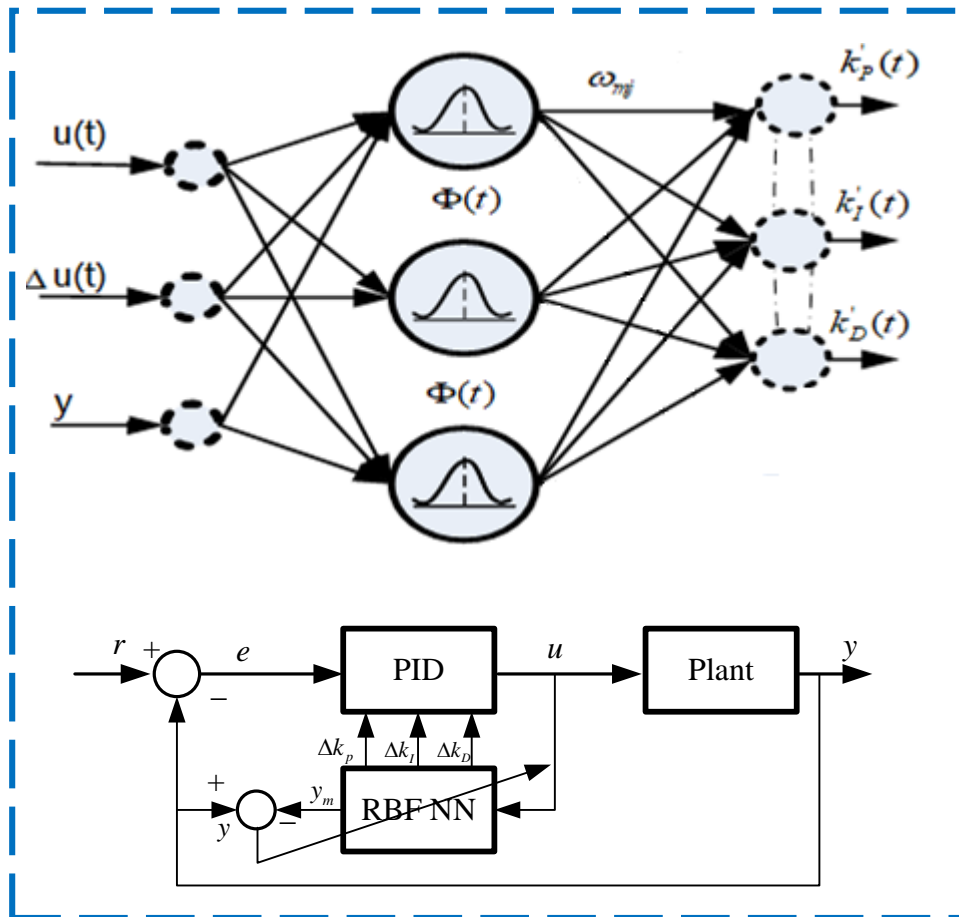 u(t)
Δ u(t)
y
Φ(t)
Φ(t)
ω_mj
k'_P(t)
k'_I(t)
k'_D(t)
r
+
−
e
PID
u
Plant
y
Δk_p
Δk_I
Δk_D
+
y
−
y_m
RBF NN